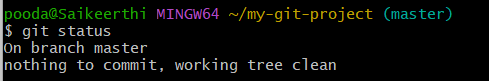 pooda@Saikeerthi MINGW64 ~/my-git-project (master)
$ git status
On branch master
nothing to commit, working tree clean